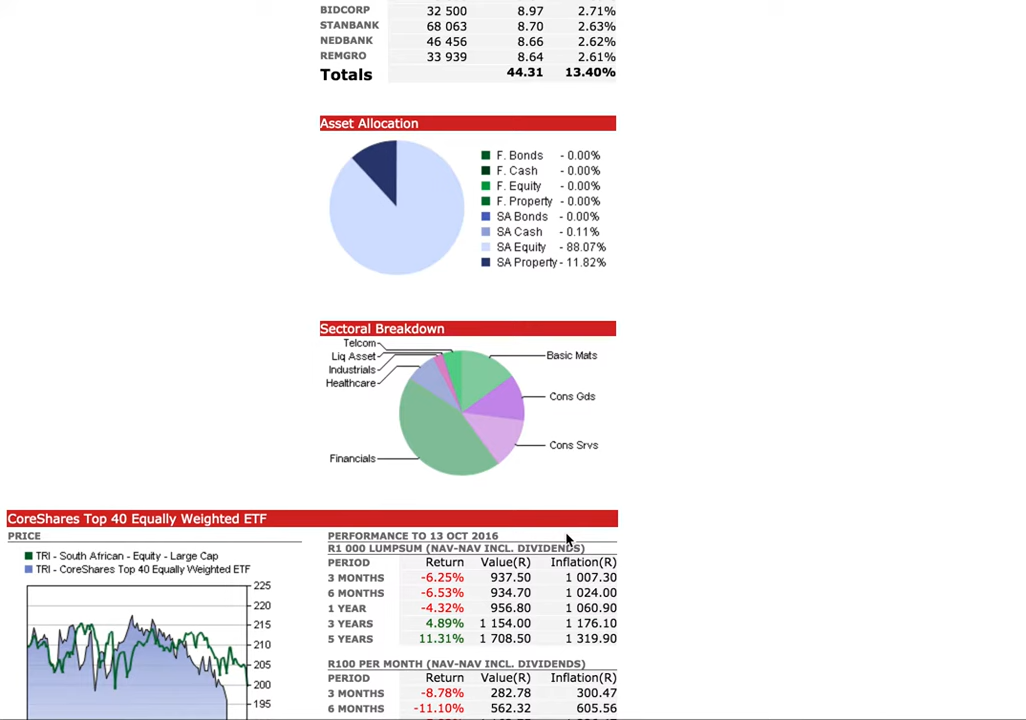 BIDCORP 32 500 8.97 2.71%
STANBANK 68 063 8.70 2.63%
NEDBANK 46 456 8.66 2.62%
REMGRO 33 939 8.64 2.61%
Totals 44.31 13.40%
Asset Allocation
F. Bonds - 0.00%
F. Cash - 0.00%
F. Equity - 0.00%
F. Property - 0.00%
SA Bonds - 0.00%
SA Cash - 0.11%
SA Equity - 88.07%
SA Property - 11.82%
Sectoral Breakdown
Telcom
Liq Asset
Industrials
Healthcare
Financials
Basic Mats
Cons Gds
Cons Srvs
CoreShares Top 40 Equally Weighted ETF
PRICE
TRI - South African - Equity - Large Cap
TRI - CoreShares Top 40 Equally Weighted ETF
225
220
215
210
205
200
195
PERFORMANCE TO 13 OCT 2016
R1 000 LUMPSUM (NAV-NAV INCL. DIVIDENDS)
PERIOD Return Value(R) Inflation(R)
3 MONTHS -6.25% 937.50 1 007.30
6 MONTHS -6.53% 934.70 1 024.00
1 YEAR -4.32% 956.80 1 060.90
3 YEARS 4.89% 1 154.00 1 176.10
5 YEARS 11.31% 1 708.50 1 319.90
R100 PER MONTH (NAV-NAV INCL. DIVIDENDS)
PERIOD Return Value(R) Inflation(R)
3 MONTHS -8.78% 282.78 300.47
6 MONTHS -11.10% 562.32 605.56